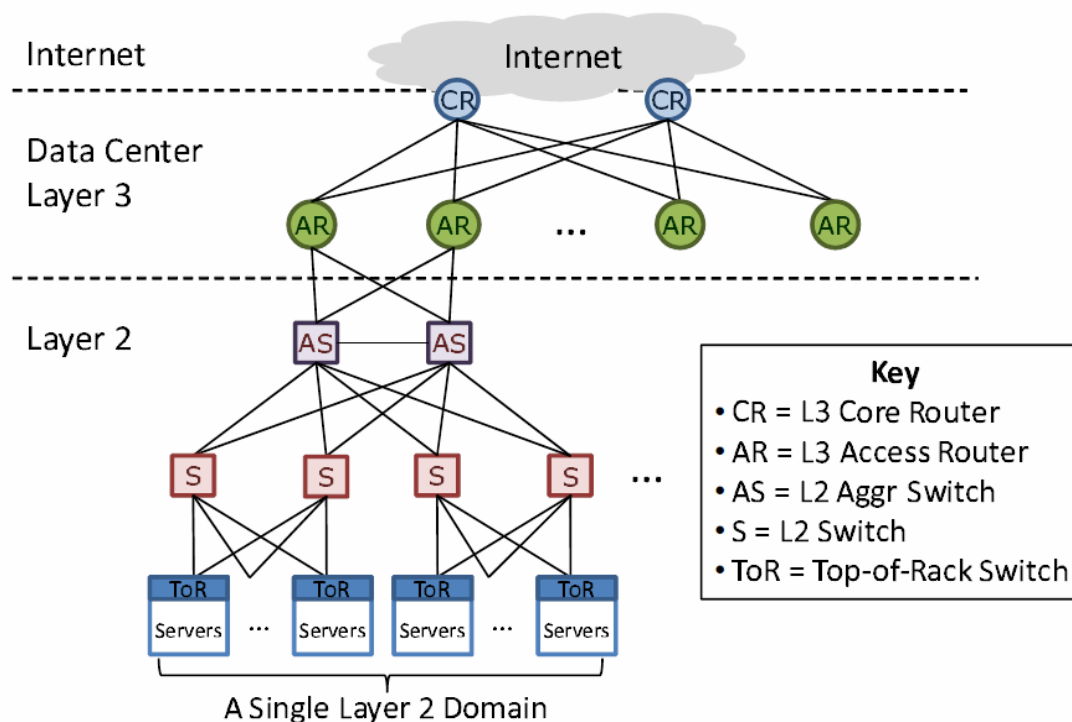 Internet
Internet
CR
CR
Data Center
Layer 3
AR
AR
...
AR
AR
Layer 2
AS
AS
Key
• CR = L3 Core Router
• AR = L3 Access Router
• AS = L2 Aggr Switch
• S = L2 Switch
• ToR = Top-of-Rack Switch
S
S
S
S
...
ToR
ToR
ToR
ToR
Servers
...
Servers
Servers
...
Servers
A Single Layer 2 Domain